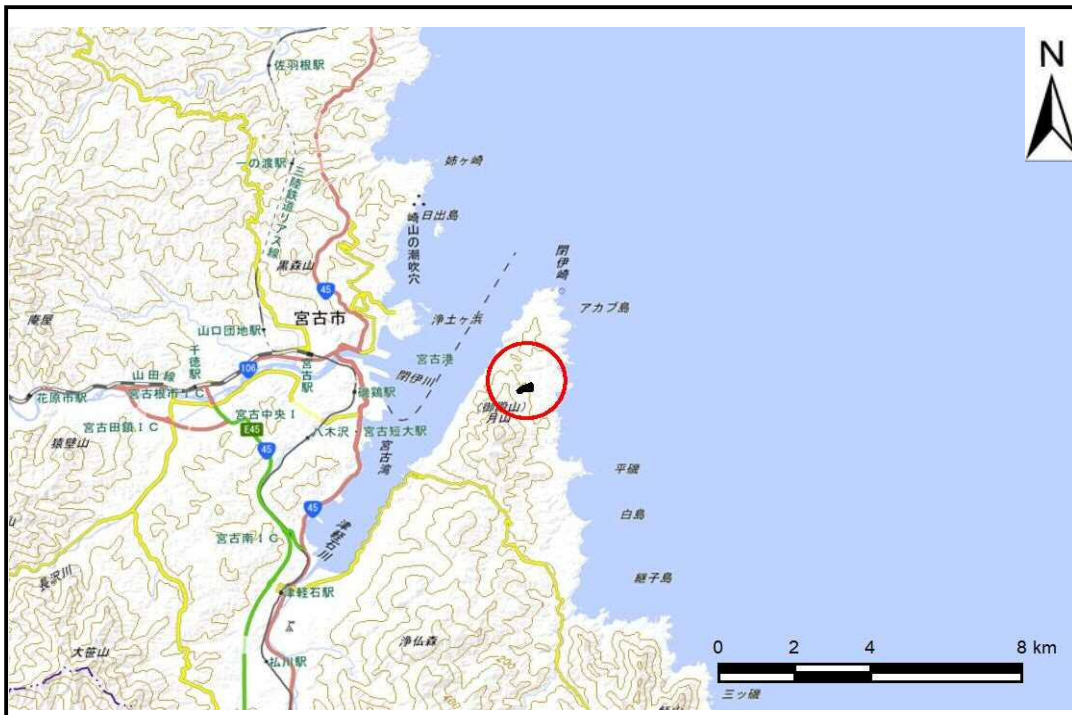 佐羽根駅
N
一の渡駅
姉ヶ崎
三陸鉄道リアス線
日出島
崎山の潮吹穴
黒森山
閉伊崎
45
アカブ島
庵屋
宮古市
浄土ヶ浜
山口団地駅
千徳駅
宮古港
106
山田線
宮古駅
閉伊川
磯鶏駅
花原市駅
宮古根市IC
(御殿山)
月山
宮古中央I
宮古田鎖IC
E45
八木沢・宮古短大駅
猿壁山
45
宮古湾
平磯
45
白島
宮古南IC
津軽石川
長沢川
継子島
津軽石駅
浄仏森
大笹山
払川駅
0 2 4 8 km
三ッ磯